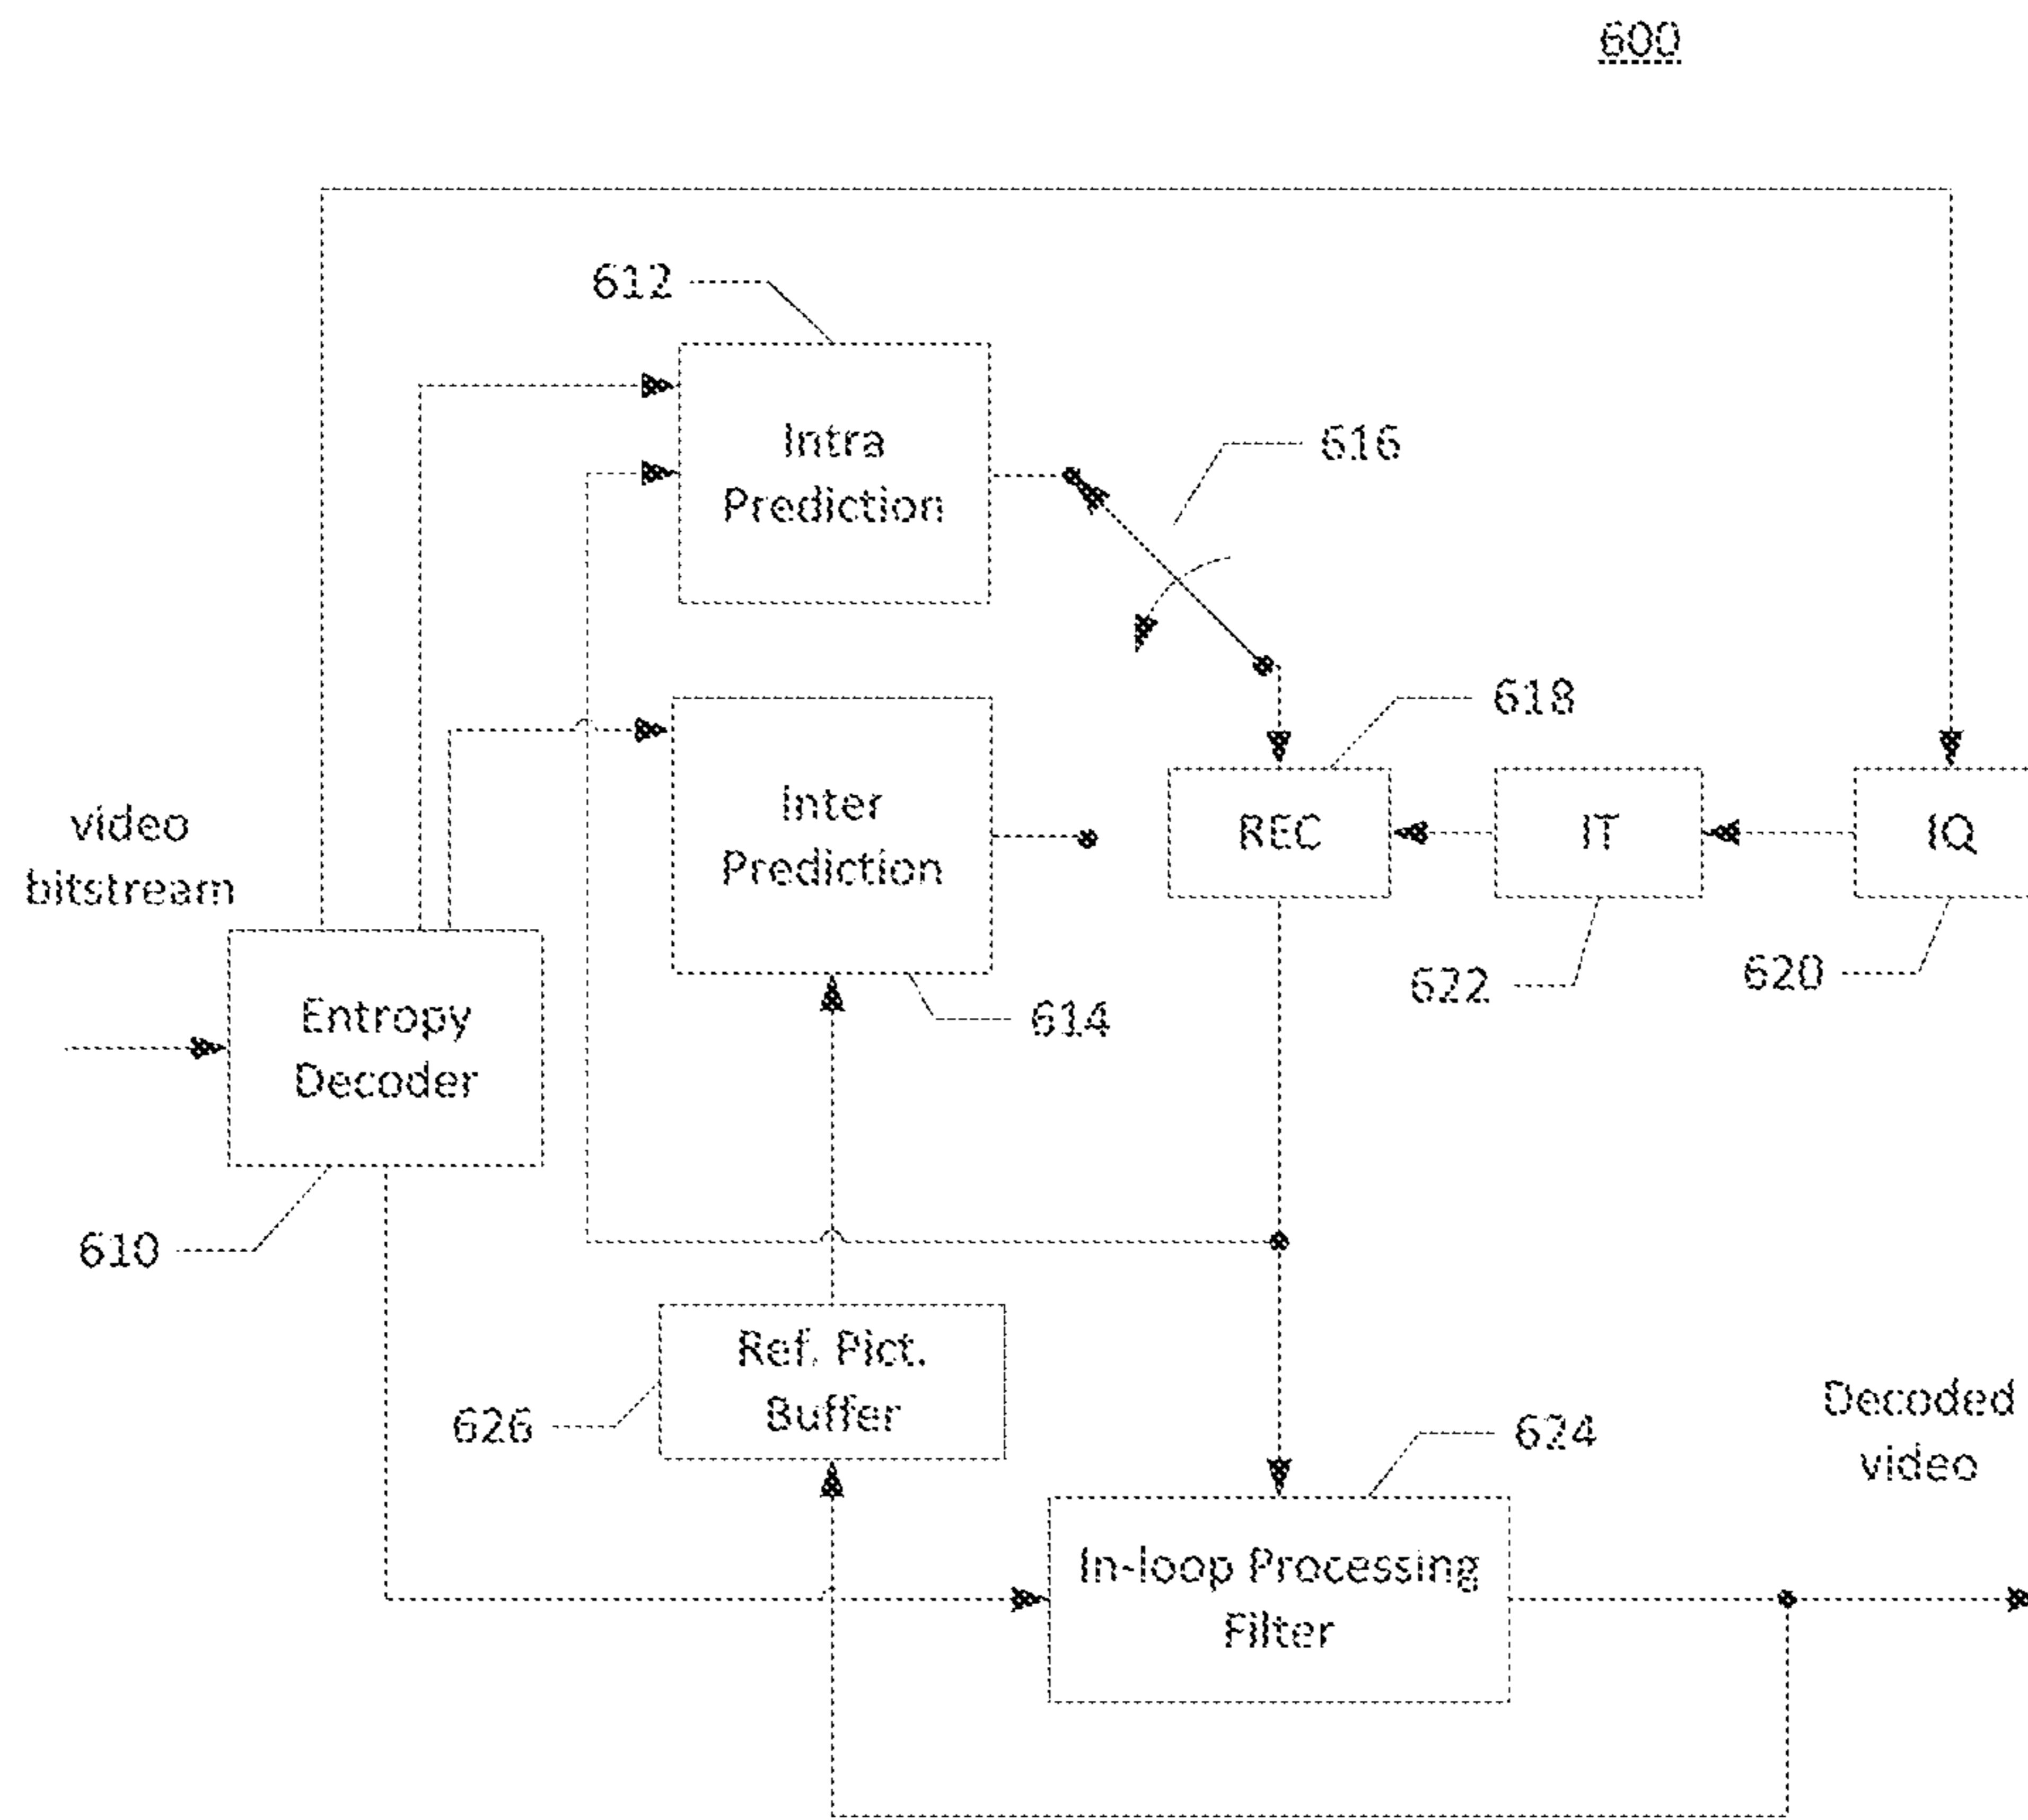 600
612
Intra
Prediction
616
618
Inter
Prediction
REC
IT
IQ
video
bitstream
622
620
614
Entropy
Decoder
610
Ref. Pict.
Buffer
626
624
Decoded
video
In-loop Processing
Filter